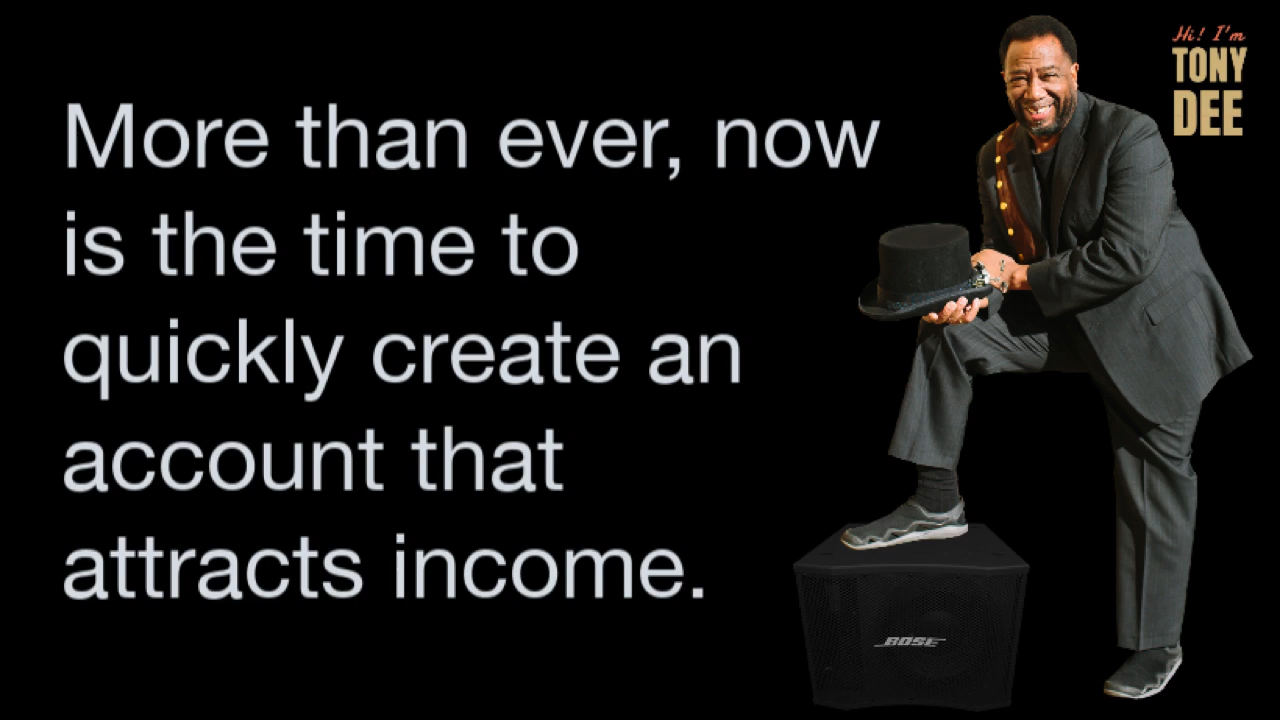 More than ever, now
is the time to
quickly create an
account that
attracts income.
Hi! I'm
TONY
DEE
BOSE